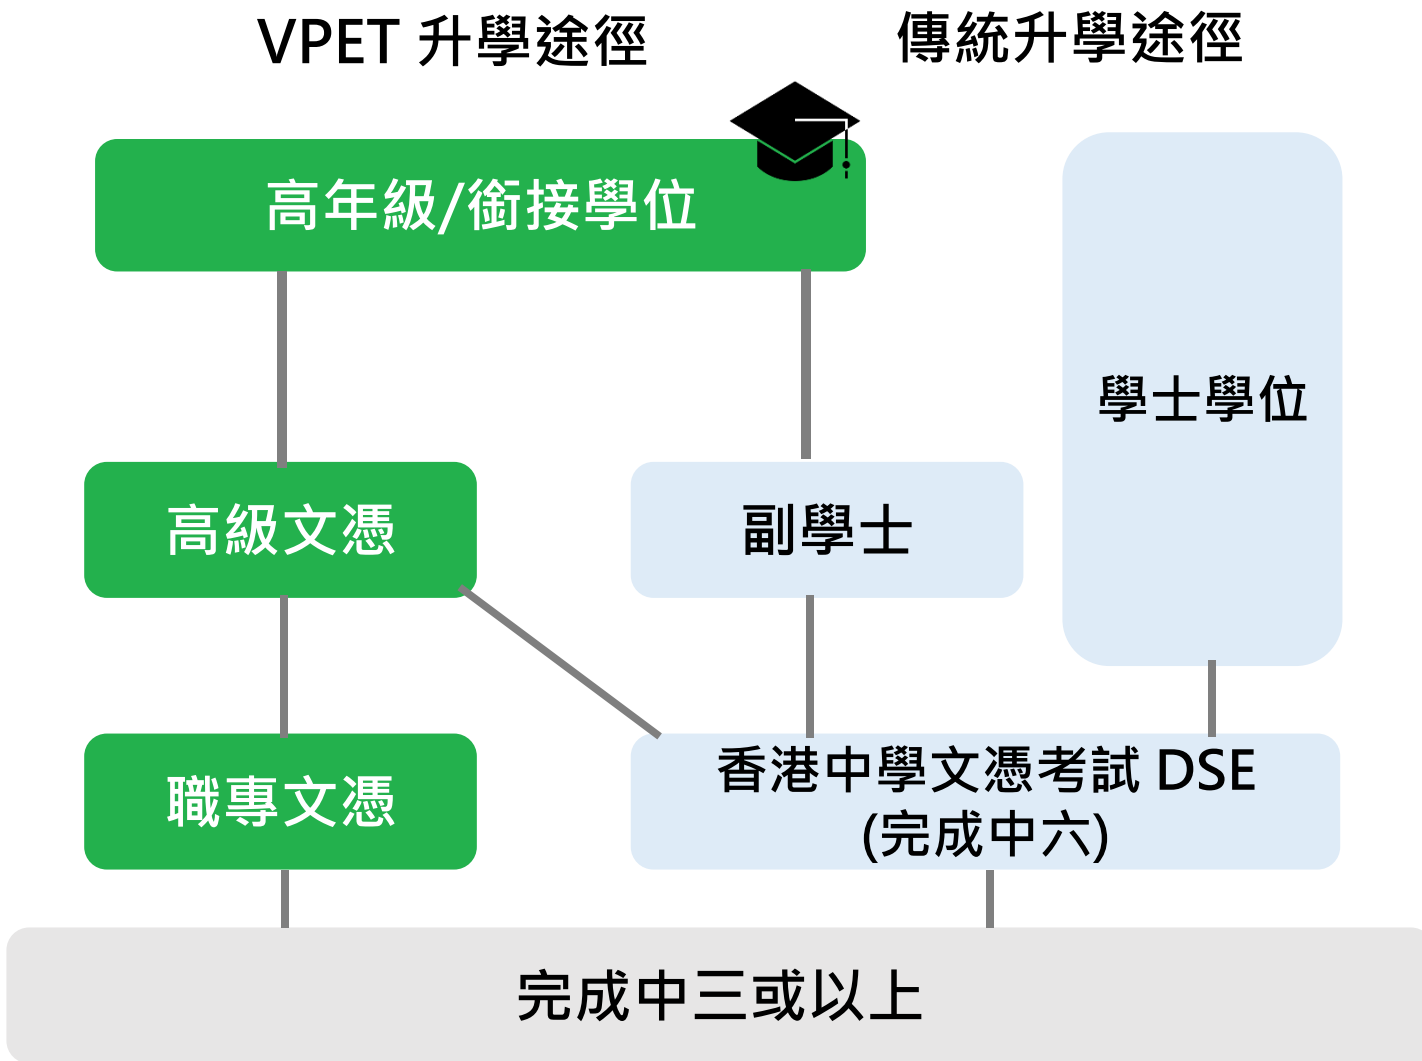 VPET 升學途徑
傳統升學途徑
高年級/銜接學位
學士學位
高級文憑
副學士
職專文憑
香港中學文憑考試 DSE
(完成中六)
完成中三或以上